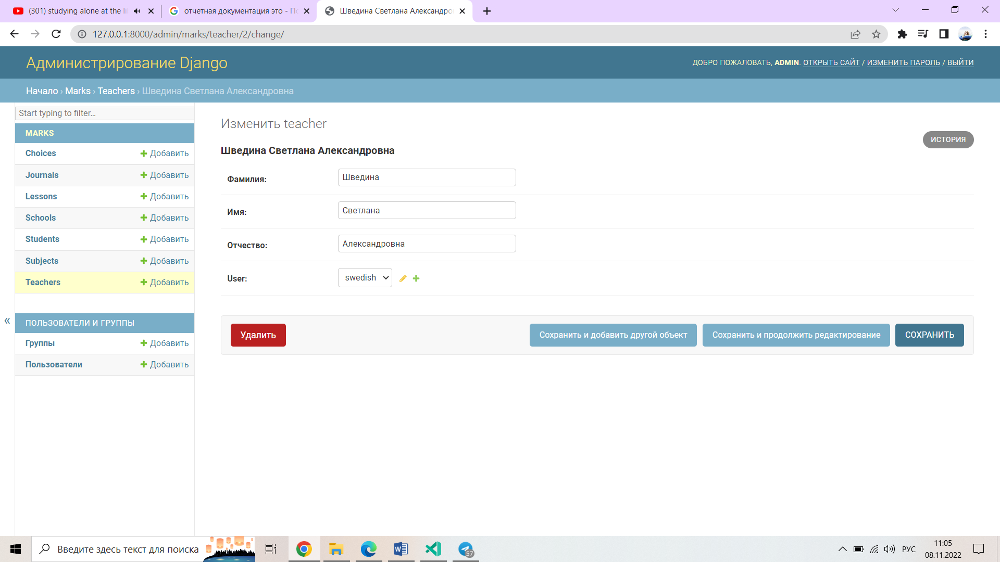 (301) studying alone at the li
отчетная документация это - По
Шведина Светлана Александро
127.0.0.1:8000/admin/marks/teacher/2/change/
Администрирование Django
ДОБРО ПОЖАЛОВАТЬ, ADMIN. ОТКРЫТЬ САЙТ / ИЗМЕНИТЬ ПАРОЛЬ / ВЫЙТИ
Начало › Marks › Teachers › Шведина Светлана Александровна
Start typing to filter...
MARKS
Choices Добавить
Journals Добавить
Lessons Добавить
Schools Добавить
Students Добавить
Subjects Добавить
Teachers Добавить
«
ПОЛЬЗОВАТЕЛИ И ГРУППЫ
Группы Добавить
Пользователи Добавить
Изменить teacher
ИСТОРИЯ
Шведина Светлана Александровна
Фамилия: Шведина
Имя: Светлана
Отчество: Александровна
User: swedish
Удалить Сохранить и добавить другой объект Сохранить и продолжить редактирование СОХРАНИТЬ
Введите здесь текст для поиска
57
РУС
11:05
08.11.2022